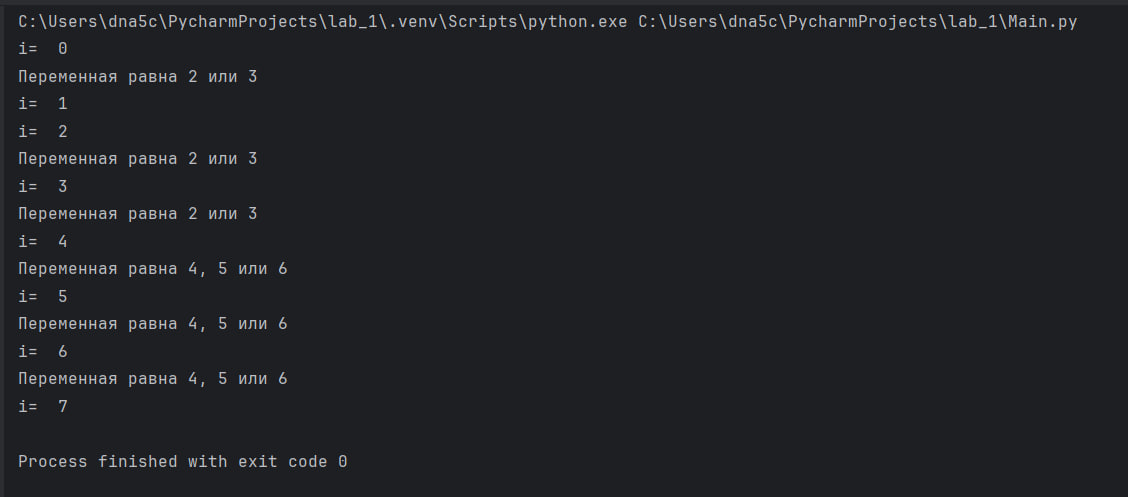 C:\Users\dna5c\PycharmProjects\lab_1\.venv\Scripts\python.exe C:\Users\dna5c\PycharmProjects\lab_1\Main.py
i=  0
Переменная равна 2 или 3
i=  1
i=  2
Переменная равна 2 или 3
i=  3
Переменная равна 2 или 3
i=  4
Переменная равна 4, 5 или 6
i=  5
Переменная равна 4, 5 или 6
i=  6
Переменная равна 4, 5 или 6
i=  7
Process finished with exit code 0